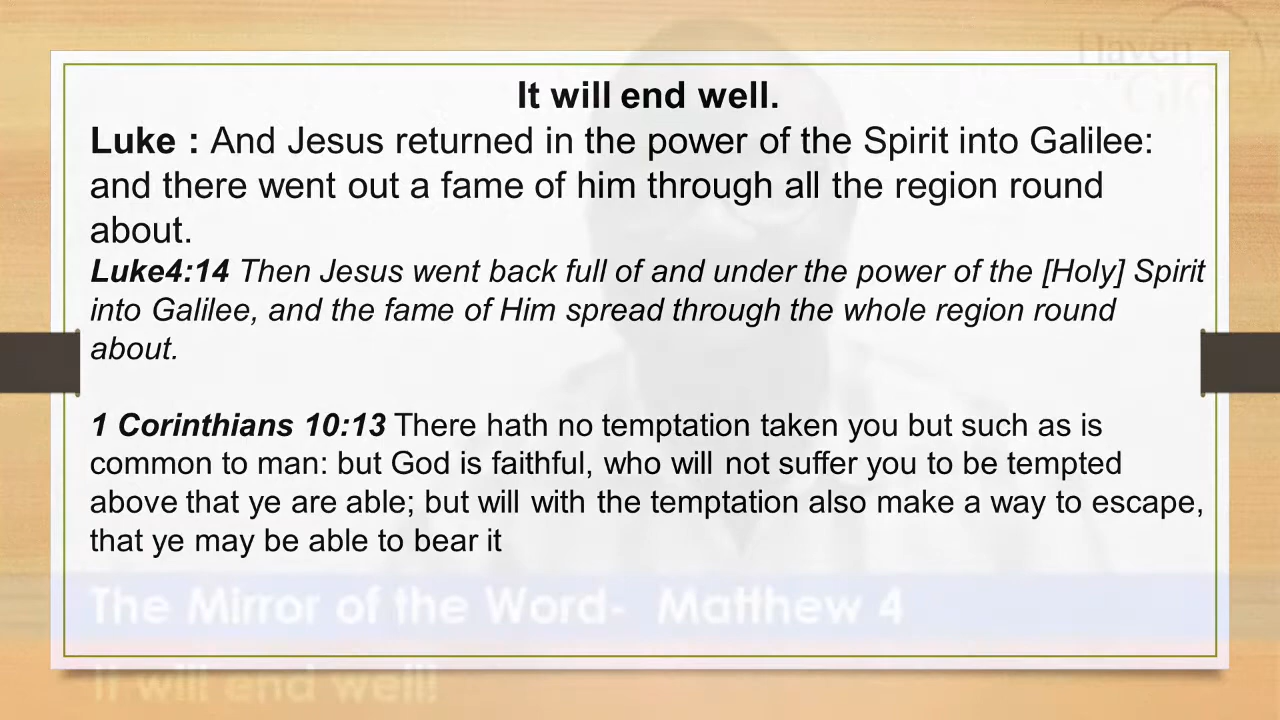 Haven
It will end well.
Luke : And Jesus returned in the power of the Spirit into Galilee:
and there went out a fame of him through all the region round
about.
Luke4:14 Then Jesus went back full of and under the power of the [Holy] Spirit
into Galilee, and the fame of Him spread through the whole region round
about.
1 Corinthians 10:13 There hath no temptation taken you but such as is
common to man: but God is faithful, who will not suffer you to be tempted
above that ye are able; but will with the temptation also make a way to escape,
that ye may be able to bear it
The Mirror of the Word- Matthew 4
It will end well!